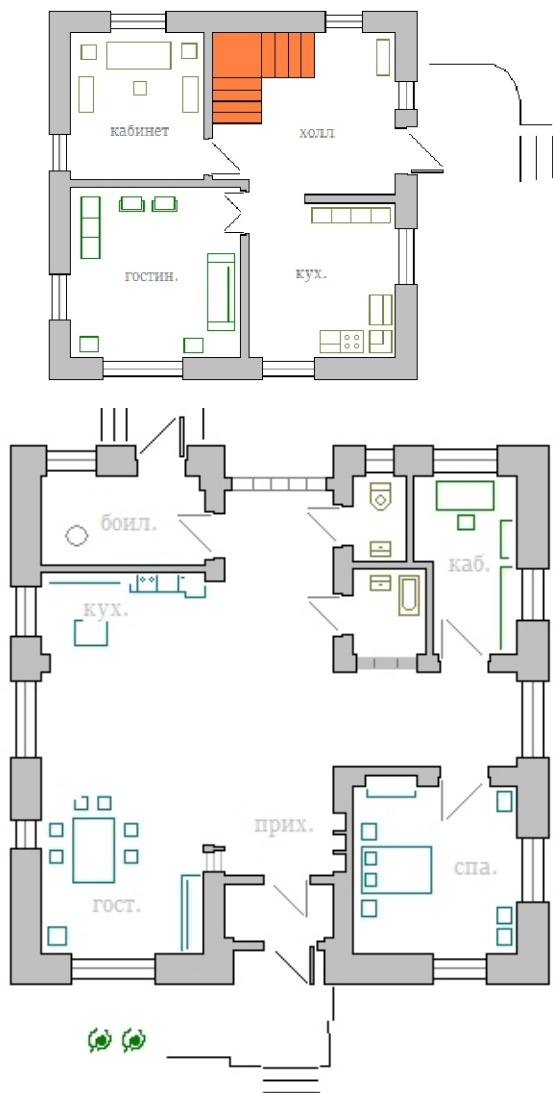 кабинет
холл
гостин.
кух.
боил.
кух.
каб.
прих.
гост.
спа.